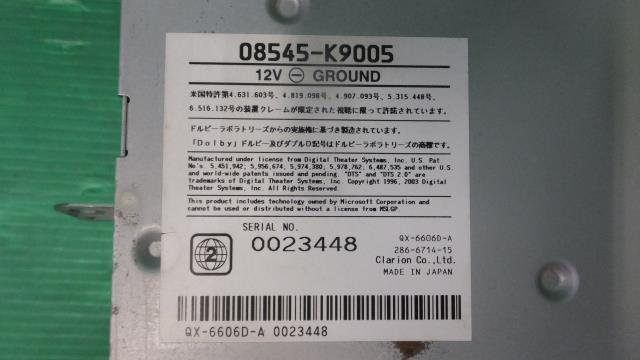 08545-K9005
12V ⊖ GROUND
米国特許第4.631.603号、4.819.098号、4.907.093号、5.315.448号、
6.516.132号の装置クレームが限定された視聴に限って許諾されています。
ドルビーラボラトリーズからの実施権に基づき製造されています。
「Dolby」ドルビー及びダブルD記号はドルビーラボラトリーズの商標です。
Manufactured under license from Digital Theater Systems, Inc. U.S. Pat.
No's. 5,451,942; 5,956,674; 5,974,380; 5,978,762; 6,487,535 and other U.S.
and world-wide patents issued and pending. "DTS" and "DTS 2.0" are
trademarks of Digital Theater Systems, Inc. Copyright 1996, 2003 Digital
Theater Systems, Inc. All Rights Reserved.
This product includes technology owned by Microsoft Corporation and
cannot be used or distributed without a license from MSLGP.
SERIAL NO.
0023448
2
QX-6606D-A
286-6714-15
Clarion Co.,Ltd.
MADE IN JAPAN
QX-6606D-A 0023448